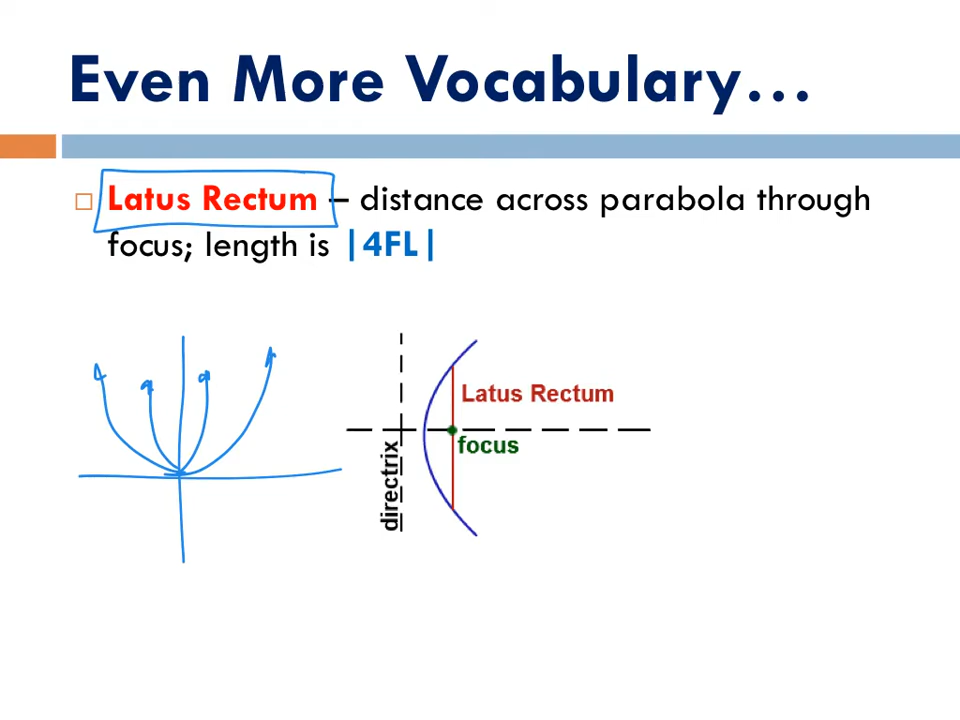 Even More Vocabulary...
Latus Rectum – distance across parabola through
focus; length is |4FL|
Latus Rectum
focus
directrix